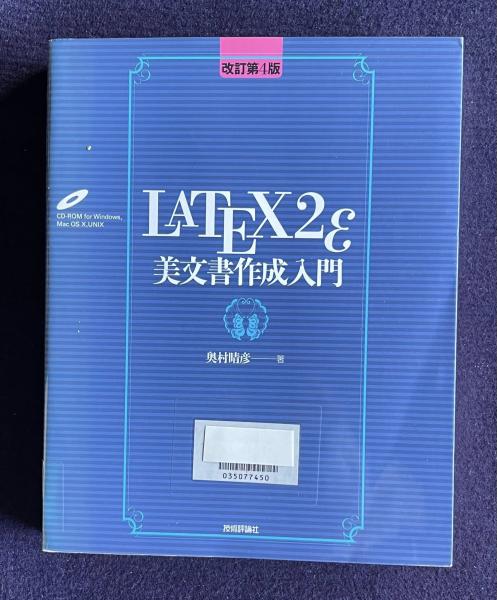 改訂第4版
CD-ROM for Windows,
Mac OS X,UNIX
LATEX2ε
美文書作成入門
奥村晴彦——著
035077450
技術評論社